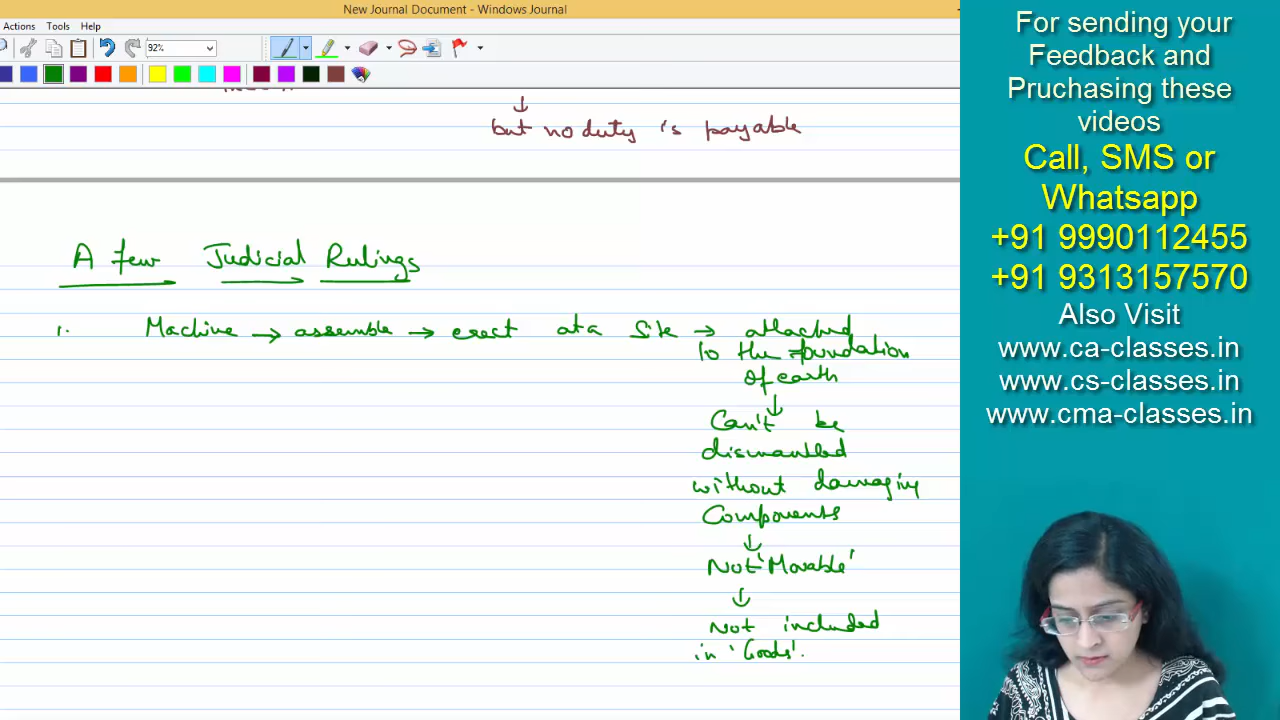 New Journal Document - Windows Journal
Actions Tools Help
92%
but no duty is payable
A few Judicial Rulings
1. Machine → assemble → erect at a site → attached
to the foundation
of earth
↓
Can't be
dismantled
without damaging
Components
↓
Not 'Movable'
↓
Not included
in 'Goods'.
For sending your
Feedback and
Pruchasing these
videos
Call, SMS or
Whatsapp
+91 9990112455
+91 9313157570
Also Visit
www.ca-classes.in
www.cs-classes.in
www.cma-classes.in